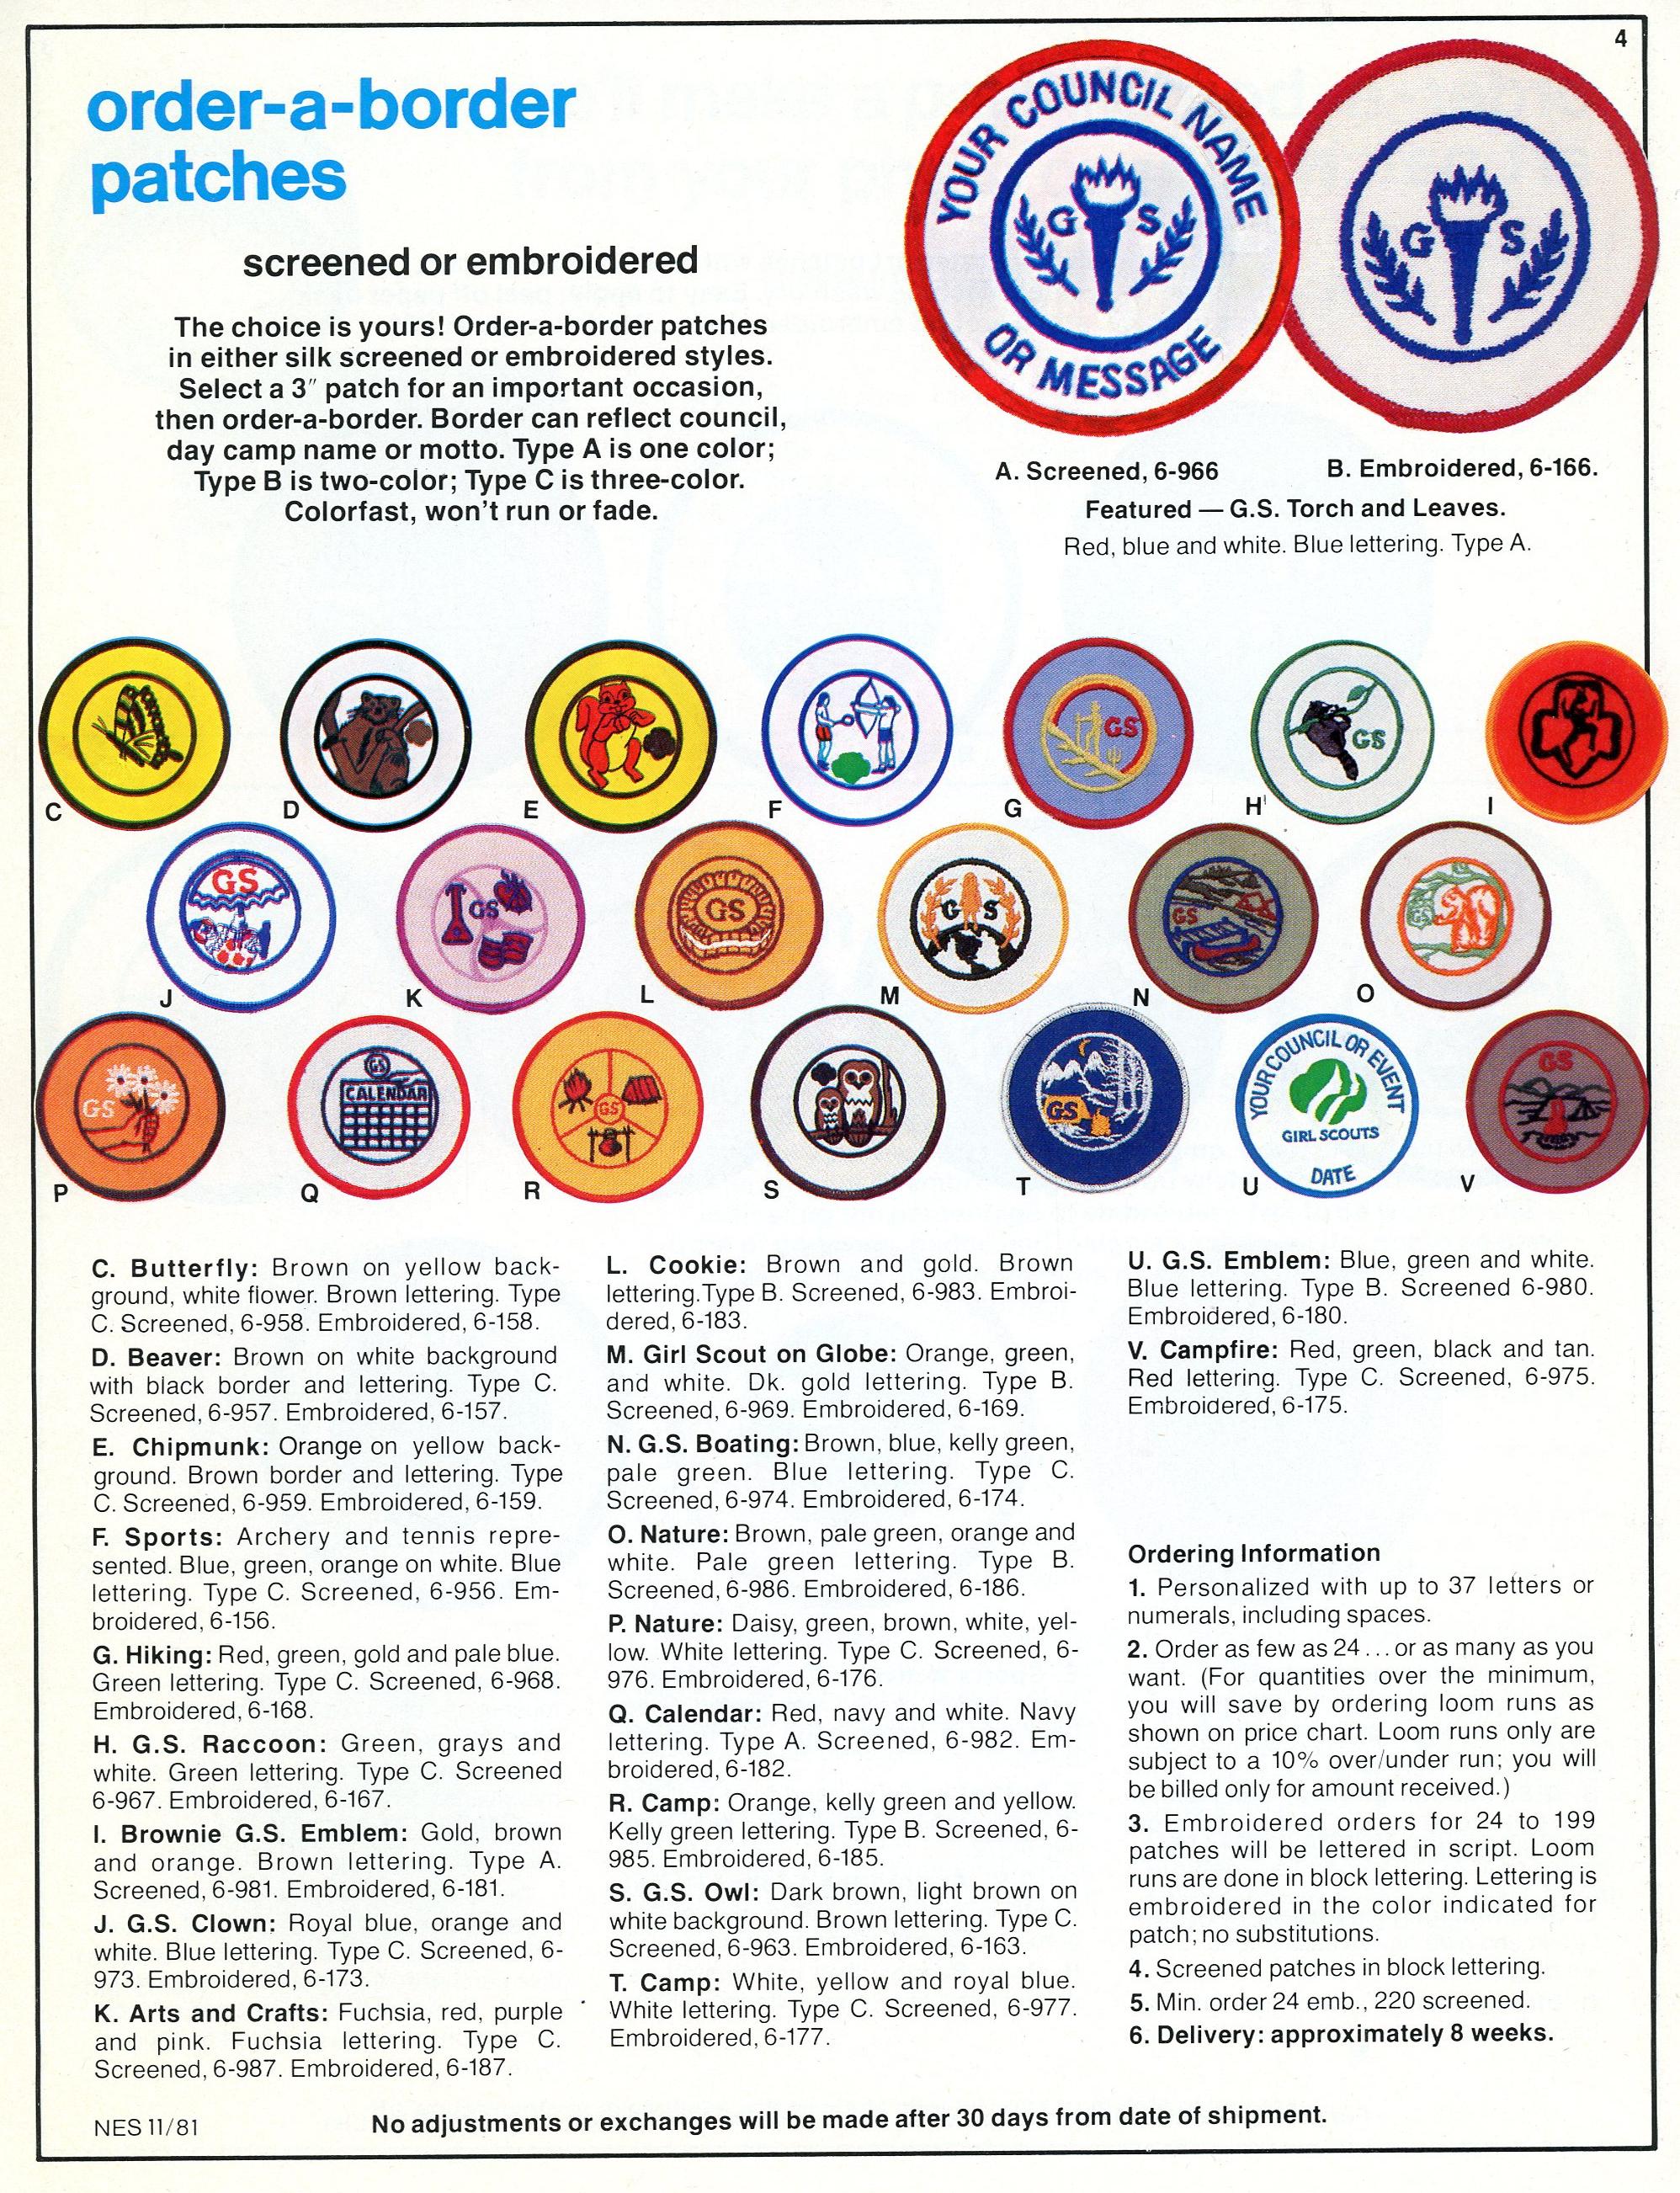 4
order-a-border
patches
screened or embroidered
The choice is yours! Order-a-border patches
in either silk screened or embroidered styles.
Select a 3″ patch for an important occasion,
then order-a-border. Border can reflect council,
day camp name or motto. Type A is one color;
Type B is two-color; Type C is three-color.
Colorfast, won't run or fade.
YOUR COUNCIL NAME
G S
OR MESSAGE
G S
A. Screened, 6-966
B. Embroidered, 6-166.
Featured — G.S. Torch and Leaves.
Red, blue and white. Blue lettering. Type A.
GS
GS
C
D
E
F
G
H
I
GS
GS
GS
G S
GS
GS
J
K
L
M
N
O
GS
GS
CALENDAR
GS
GS
YOUR COUNCIL OR EVENT
GIRL SCOUTS
DATE
GS
P
Q
R
S
T
U
V
C. Butterfly: Brown on yellow back-
ground, white flower. Brown lettering. Type
C. Screened, 6-958. Embroidered, 6-158.
D. Beaver: Brown on white background
with black border and lettering. Type C.
Screened, 6-957. Embroidered, 6-157.
E. Chipmunk: Orange on yellow back-
ground. Brown border and lettering. Type
C. Screened, 6-959. Embroidered, 6-159.
F. Sports: Archery and tennis repre-
sented. Blue, green, orange on white. Blue
lettering. Type C. Screened, 6-956. Em-
broidered, 6-156.
G. Hiking: Red, green, gold and pale blue.
Green lettering. Type C. Screened, 6-968.
Embroidered, 6-168.
H. G.S. Raccoon: Green, grays and
white. Green lettering. Type C. Screened
6-967. Embroidered, 6-167.
I. Brownie G.S. Emblem: Gold, brown
and orange. Brown lettering. Type A.
Screened, 6-981. Embroidered, 6-181.
J. G.S. Clown: Royal blue, orange and
white. Blue lettering. Type C. Screened, 6-
973. Embroidered, 6-173.
K. Arts and Crafts: Fuchsia, red, purple
and pink. Fuchsia lettering. Type C.
Screened, 6-987. Embroidered, 6-187.
L. Cookie: Brown and gold. Brown
lettering.Type B. Screened, 6-983. Embroi-
dered, 6-183.
M. Girl Scout on Globe: Orange, green,
and white. Dk. gold lettering. Type B.
Screened, 6-969. Embroidered, 6-169.
N. G.S. Boating: Brown, blue, kelly green,
pale green. Blue lettering. Type C.
Screened, 6-974. Embroidered, 6-174.
O. Nature: Brown, pale green, orange and
white. Pale green lettering. Type B.
Screened, 6-986. Embroidered, 6-186.
P. Nature: Daisy, green, brown, white, yel-
low. White lettering. Type C. Screened, 6-
976. Embroidered, 6-176.
Q. Calendar: Red, navy and white. Navy
lettering. Type A. Screened, 6-982. Em-
broidered, 6-182.
R. Camp: Orange, kelly green and yellow.
Kelly green lettering. Type B. Screened, 6-
985. Embroidered, 6-185.
S. G.S. Owl: Dark brown, light brown on
white background. Brown lettering. Type C.
Screened, 6-963. Embroidered, 6-163.
T. Camp: White, yellow and royal blue.
White lettering. Type C. Screened, 6-977.
Embroidered, 6-177.
U. G.S. Emblem: Blue, green and white.
Blue lettering. Type B. Screened 6-980.
Embroidered, 6-180.
V. Campfire: Red, green, black and tan.
Red lettering. Type C. Screened, 6-975.
Embroidered, 6-175.
Ordering Information
1. Personalized with up to 37 letters or
numerals, including spaces.
2. Order as few as 24 ... or as many as you
want. (For quantities over the minimum,
you will save by ordering loom runs as
shown on price chart. Loom runs only are
subject to a 10% over/under run; you will
be billed only for amount received.)
3. Embroidered orders for 24 to 199
patches will be lettered in script. Loom
runs are done in block lettering. Lettering is
embroidered in the color indicated for
patch; no substitutions.
4. Screened patches in block lettering.
5. Min. order 24 emb., 220 screened.
6. Delivery: approximately 8 weeks.
NES 11/81
No adjustments or exchanges will be made after 30 days from date of shipment.